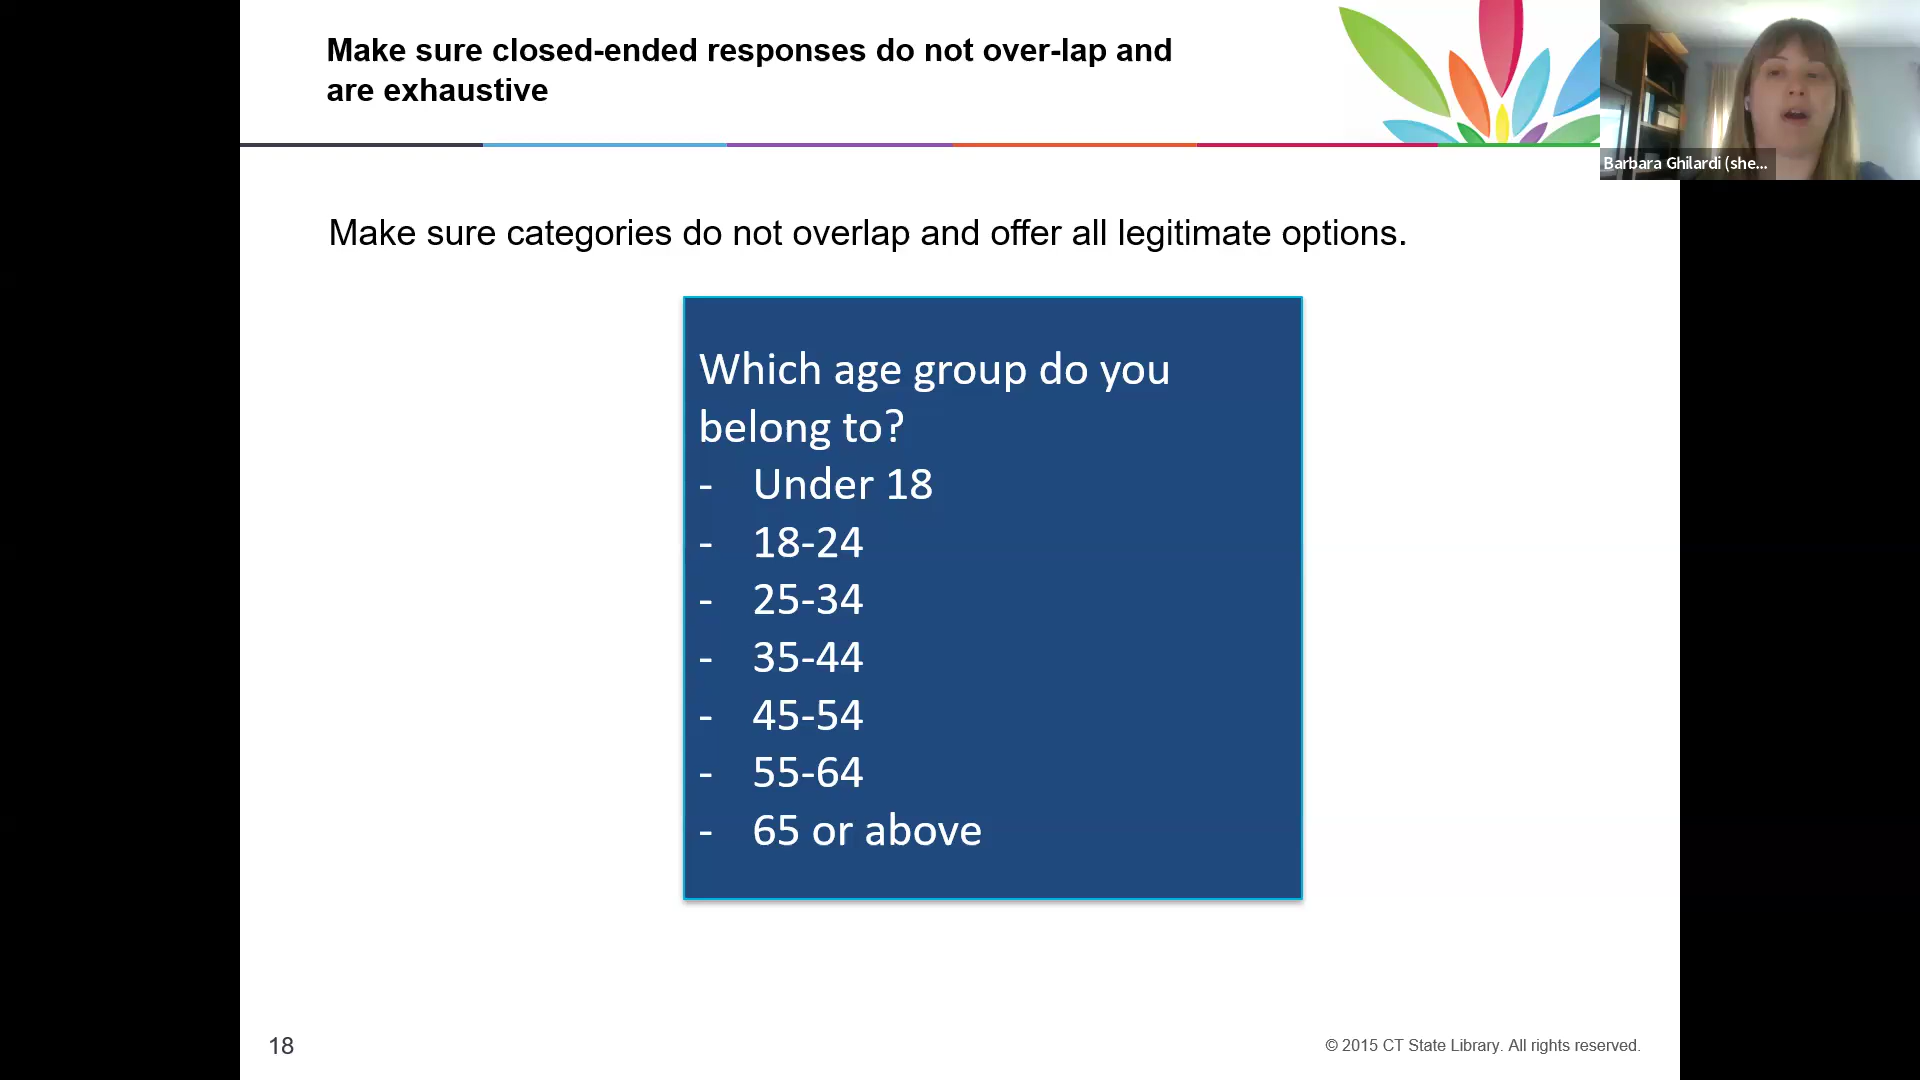 Make sure closed-ended responses do not over-lap and
are exhaustive
Barbara Ghilardi (she...
Make sure categories do not overlap and offer all legitimate options.
Which age group do you
belong to?
- Under 18
- 18-24
- 25-34
- 35-44
- 45-54
- 55-64
- 65 or above
18
© 2015 CT State Library. All rights reserved.